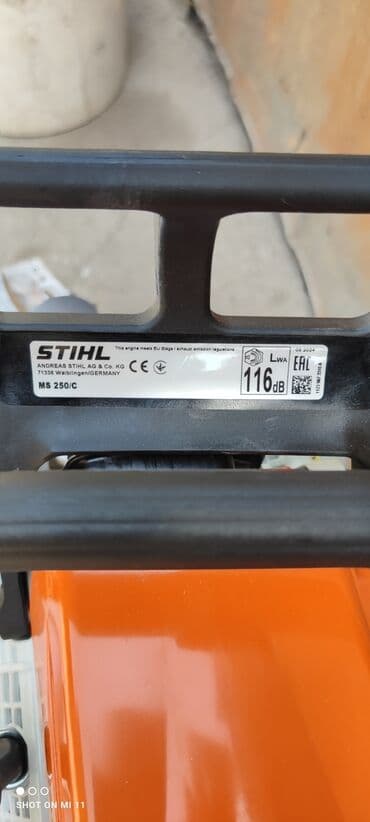 STIHL
This engine meets EU Stage I exhaust emission regulations
ANDREAS STIHL AG & Co. KG
71336 Waiblingen/GERMANY
MS 250/C
CE
LWA
116dB
EAC
SHOT ON MI 11